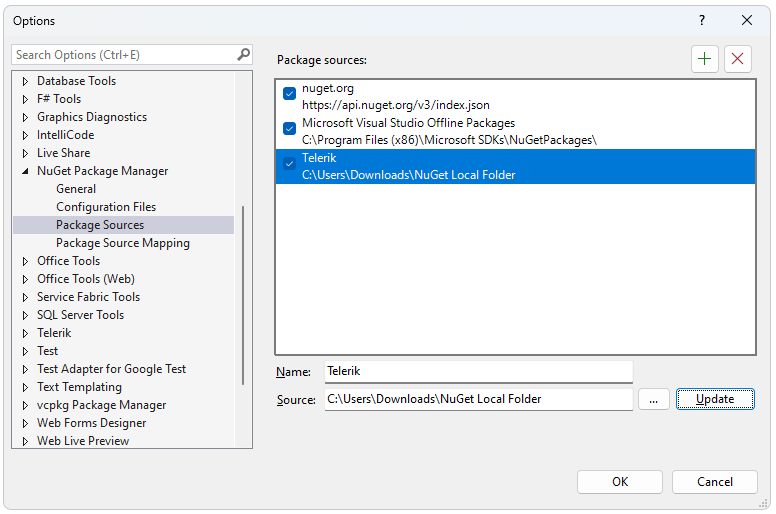 Options
?
Search Options (Ctrl+E)
Database Tools
F# Tools
Graphics Diagnostics
IntelliCode
Live Share
NuGet Package Manager
General
Configuration Files
Package Sources
Package Source Mapping
Office Tools
Office Tools (Web)
Service Fabric Tools
SQL Server Tools
Telerik
Test
Test Adapter for Google Test
Text Templating
vcpkg Package Manager
Web Forms Designer
Web Live Preview
Package sources:
nuget.org
https://api.nuget.org/v3/index.json
Microsoft Visual Studio Offline Packages
C:\Program Files (x86)\Microsoft SDKs\NuGetPackages\
Telerik
C:\Users\Downloads\NuGet Local Folder
Name: Telerik
Source: C:\Users\Downloads\NuGet Local Folder ... Update
OK Cancel